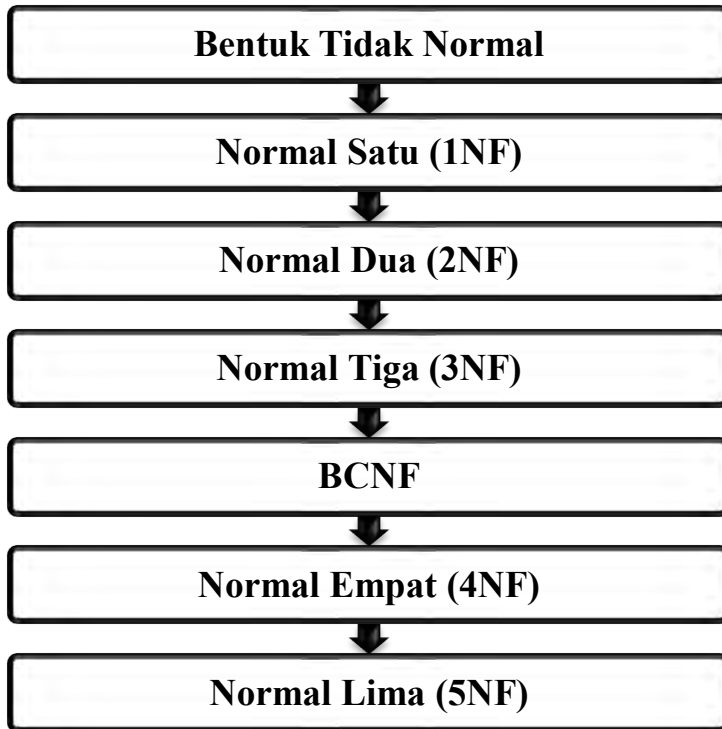 Bentuk Tidak Normal
Normal Satu (1NF)
Normal Dua (2NF)
Normal Tiga (3NF)
BCNF
Normal Empat (4NF)
Normal Lima (5NF)